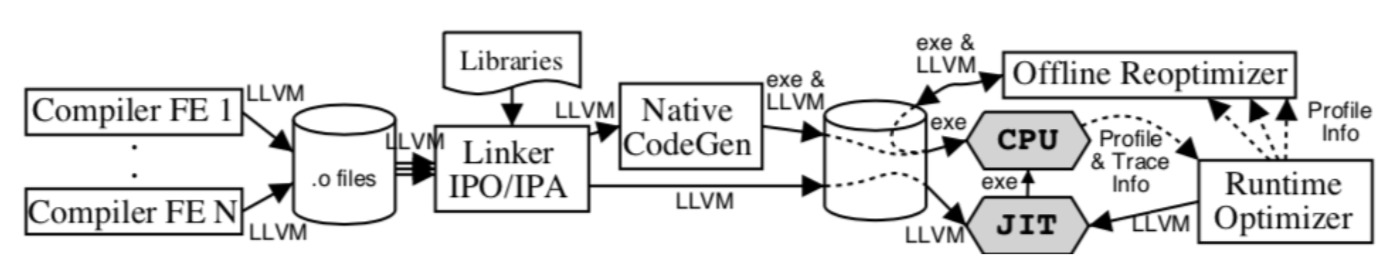 Compiler FE 1
LLVM
.
.
Compiler FE N
LLVM
.o files
LLVM
Libraries
Linker
IPO/IPA
LLVM
Native
CodeGen
exe &
LLVM
LLVM
exe &
LLVM
Offline Reoptimizer
exe
CPU
Profile
& Trace
Info
Profile
Info
exe
LLVM
JIT
LLVM
Runtime
Optimizer